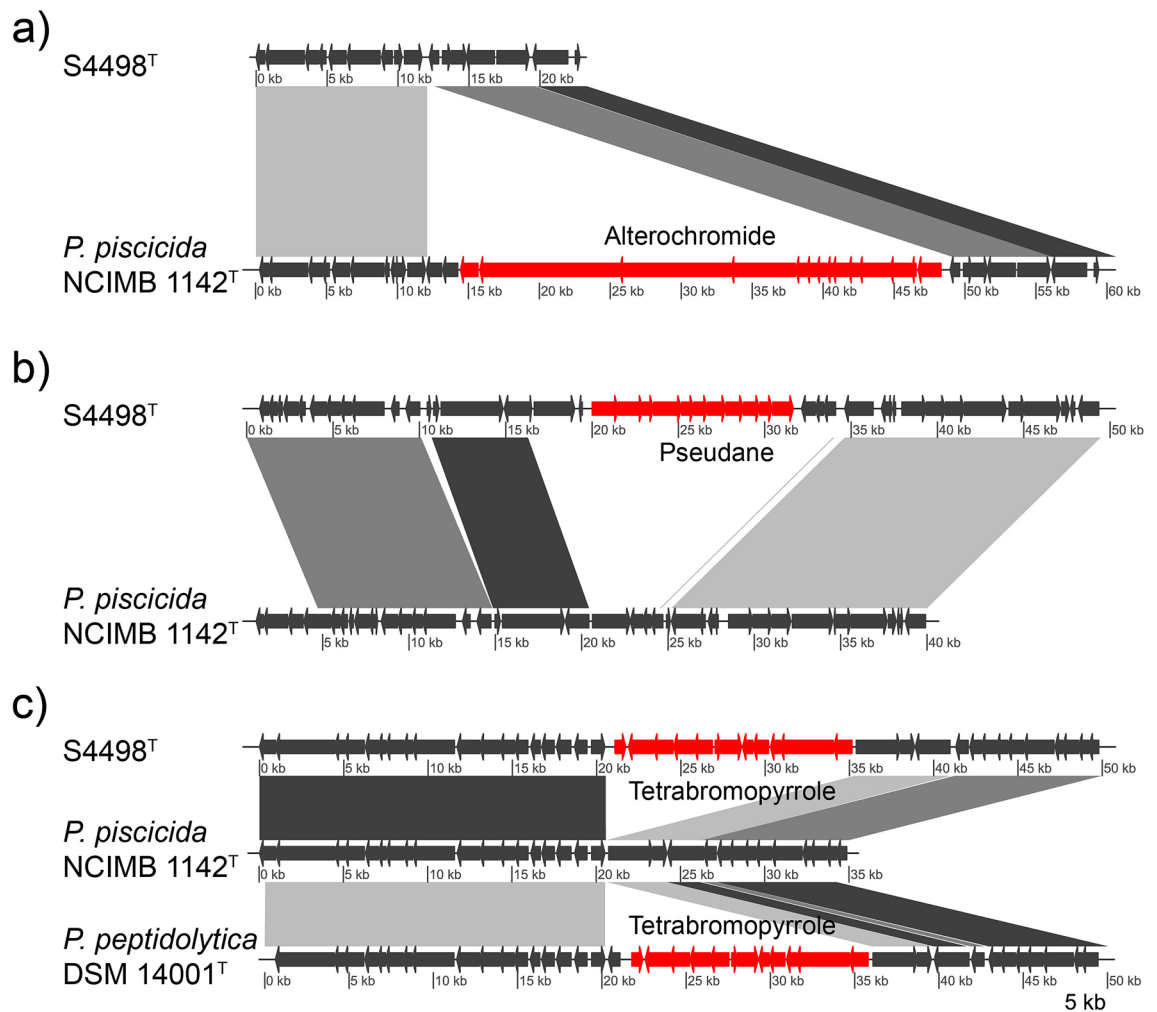 a)
S4498ᵀ
0 kb 5 kb 10 kb 15 kb 20 kb
P. piscicida
NCIMB 1142ᵀ
Alterochromide
0 kb 5 kb 10 kb 15 kb 20 kb 25 kb 30 kb 35 kb 40 kb 45 kb 50 kb 55 kb 60 kb
b)
S4498ᵀ
0 kb 5 kb 10 kb 15 kb 20 kb 25 kb 30 kb 35 kb 40 kb 45 kb 50 kb
Pseudane
P. piscicida
NCIMB 1142ᵀ
5 kb 10 kb 15 kb 20 kb 25 kb 30 kb 35 kb 40 kb
c)
S4498ᵀ
0 kb 5 kb 10 kb 15 kb 20 kb 25 kb 30 kb 35 kb 40 kb 45 kb 50 kb
Tetrabromopyrrole
P. piscicida
NCIMB 1142ᵀ
0 kb 5 kb 10 kb 15 kb 20 kb 25 kb 30 kb 35 kb
Tetrabromopyrrole
P. peptidolytica
DSM 14001ᵀ
0 kb 5 kb 10 kb 15 kb 20 kb 25 kb 30 kb 35 kb 40 kb 45 kb 50 kb
5 kb